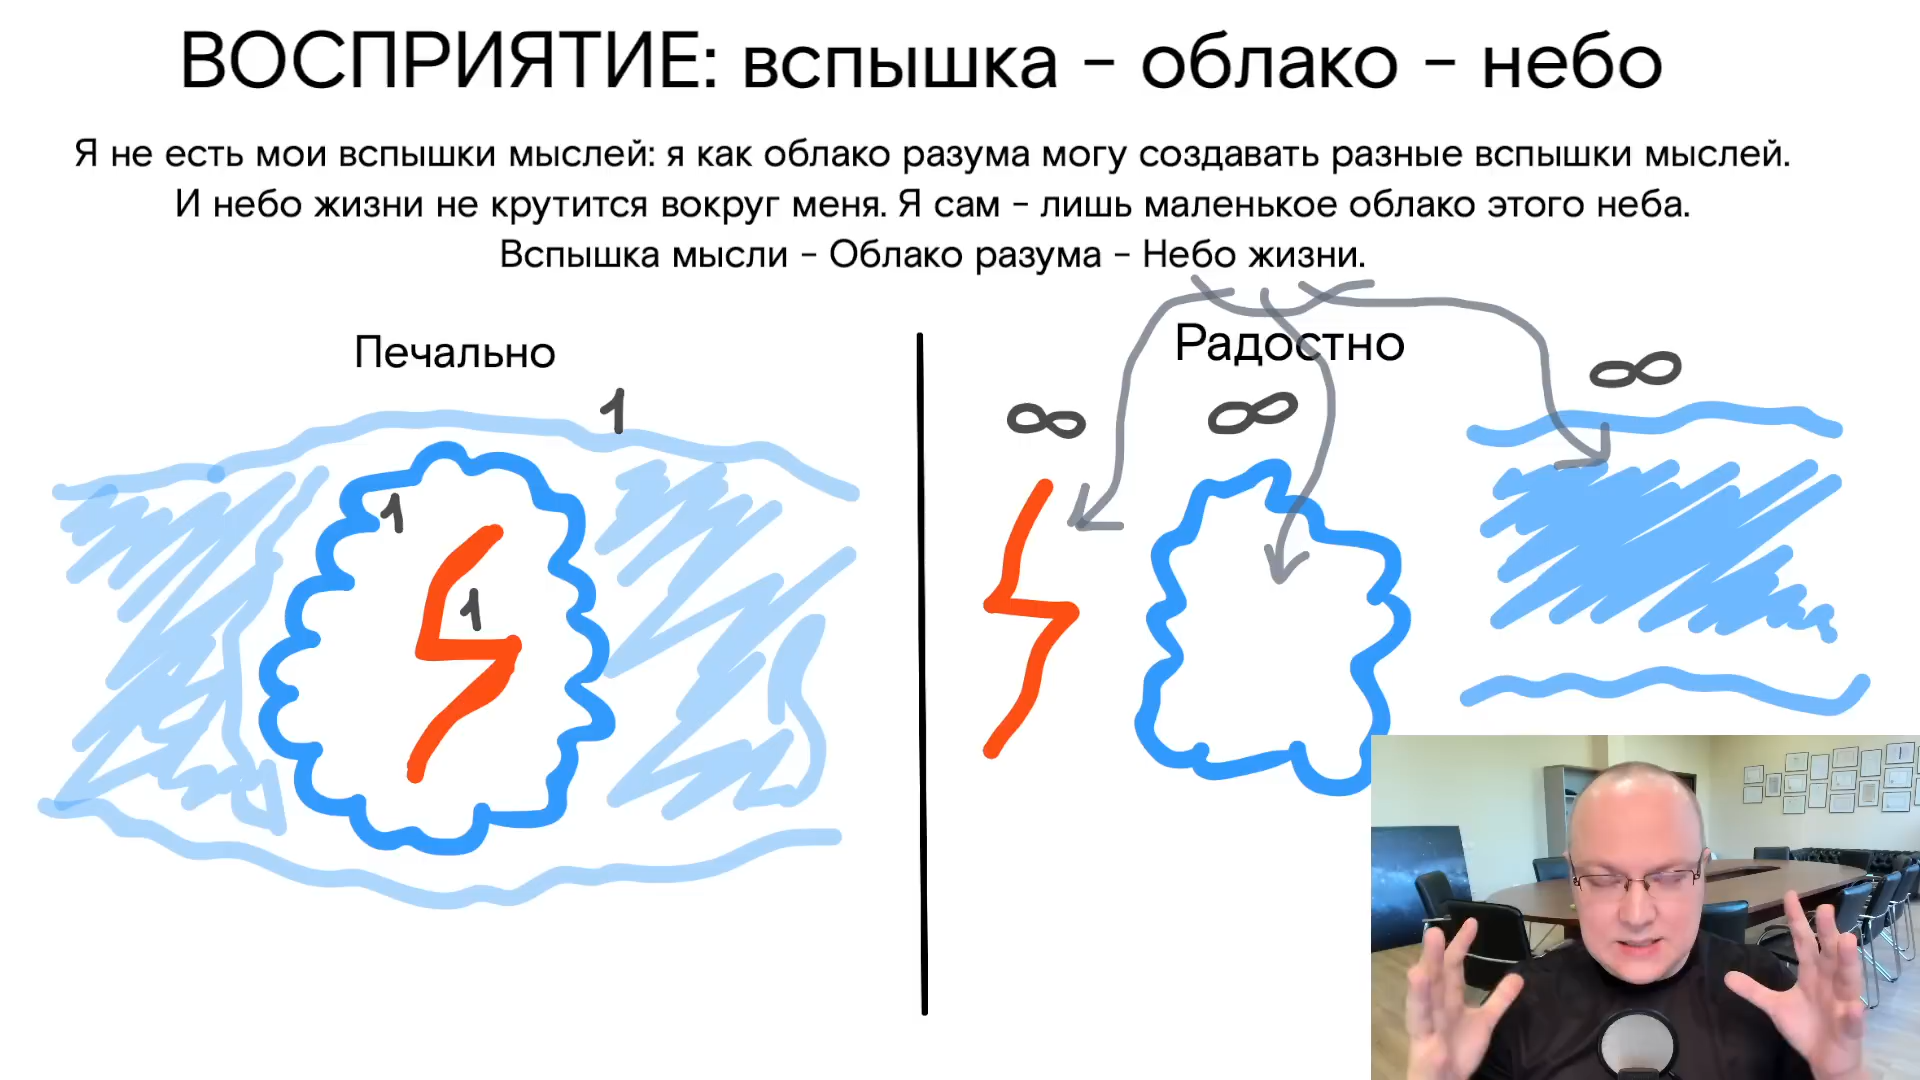 ВОСПРИЯТИЕ: вспышка - облако - небо
Я не есть мои вспышки мыслей: я как облако разума могу создавать разные вспышки мыслей.
И небо жизни не крутится вокруг меня. Я сам - лишь маленькое облако этого неба.
Вспышка мысли - Облако разума - Небо жизни.
Печально
Радостно
1
1
1
∞
∞
∞